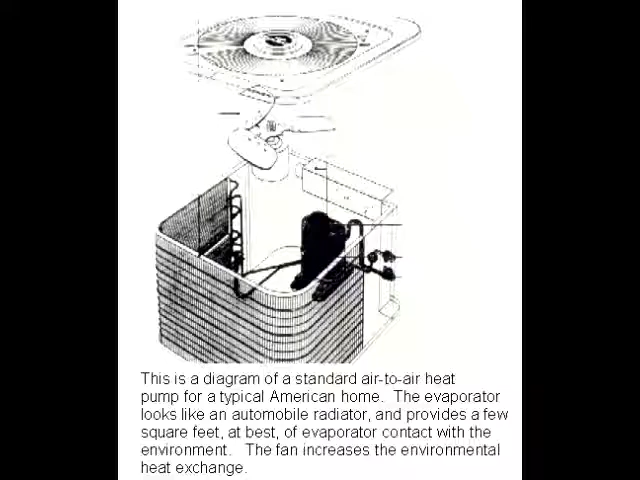 This is a diagram of a standard air-to-air heat
pump for a typical American home. The evaporator
looks like an automobile radiator, and provides a few
square feet, at best, of evaporator contact with the
environment. The fan increases the environmental
heat exchange.